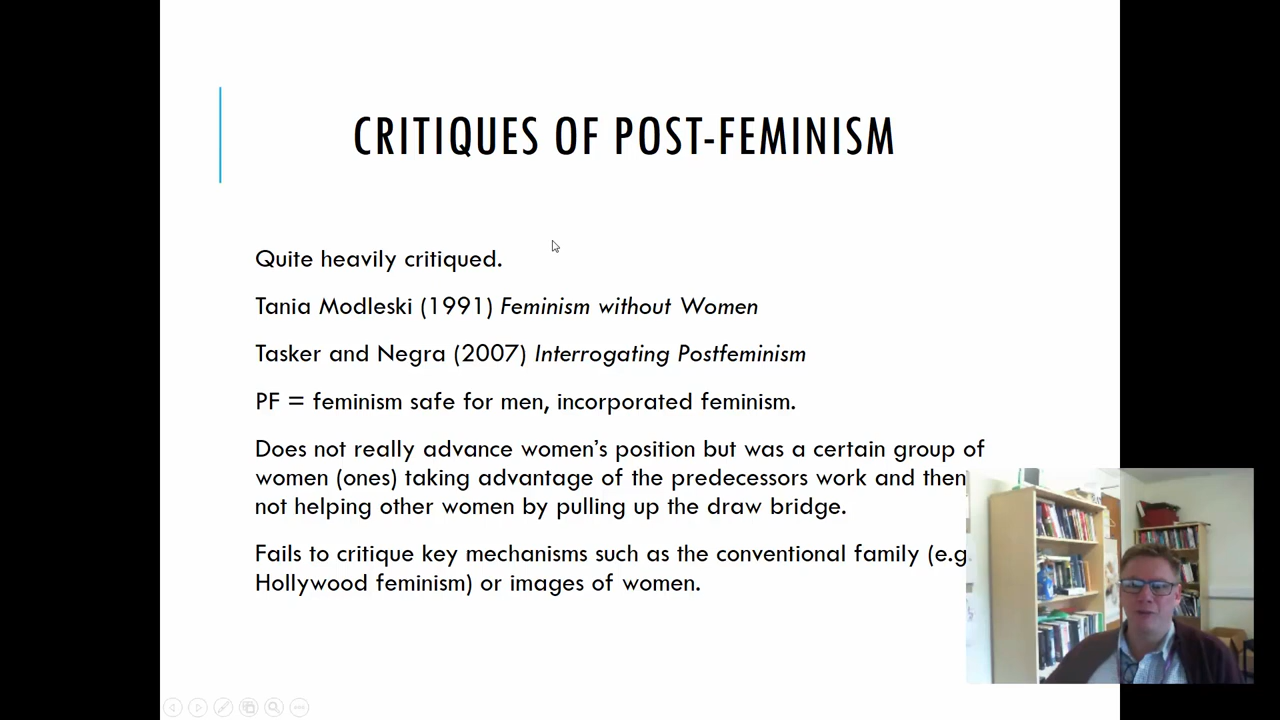 CRITIQUES OF POST-FEMINISM
Quite heavily critiqued.
Tania Modleski (1991) Feminism without Women
Tasker and Negra (2007) Interrogating Postfeminism
PF = feminism safe for men, incorporated feminism.
Does not really advance women’s position but was a certain group of
women (ones) taking advantage of the predecessors work and then
not helping other women by pulling up the draw bridge.
Fails to critique key mechanisms such as the conventional family (e.g.
Hollywood feminism) or images of women.